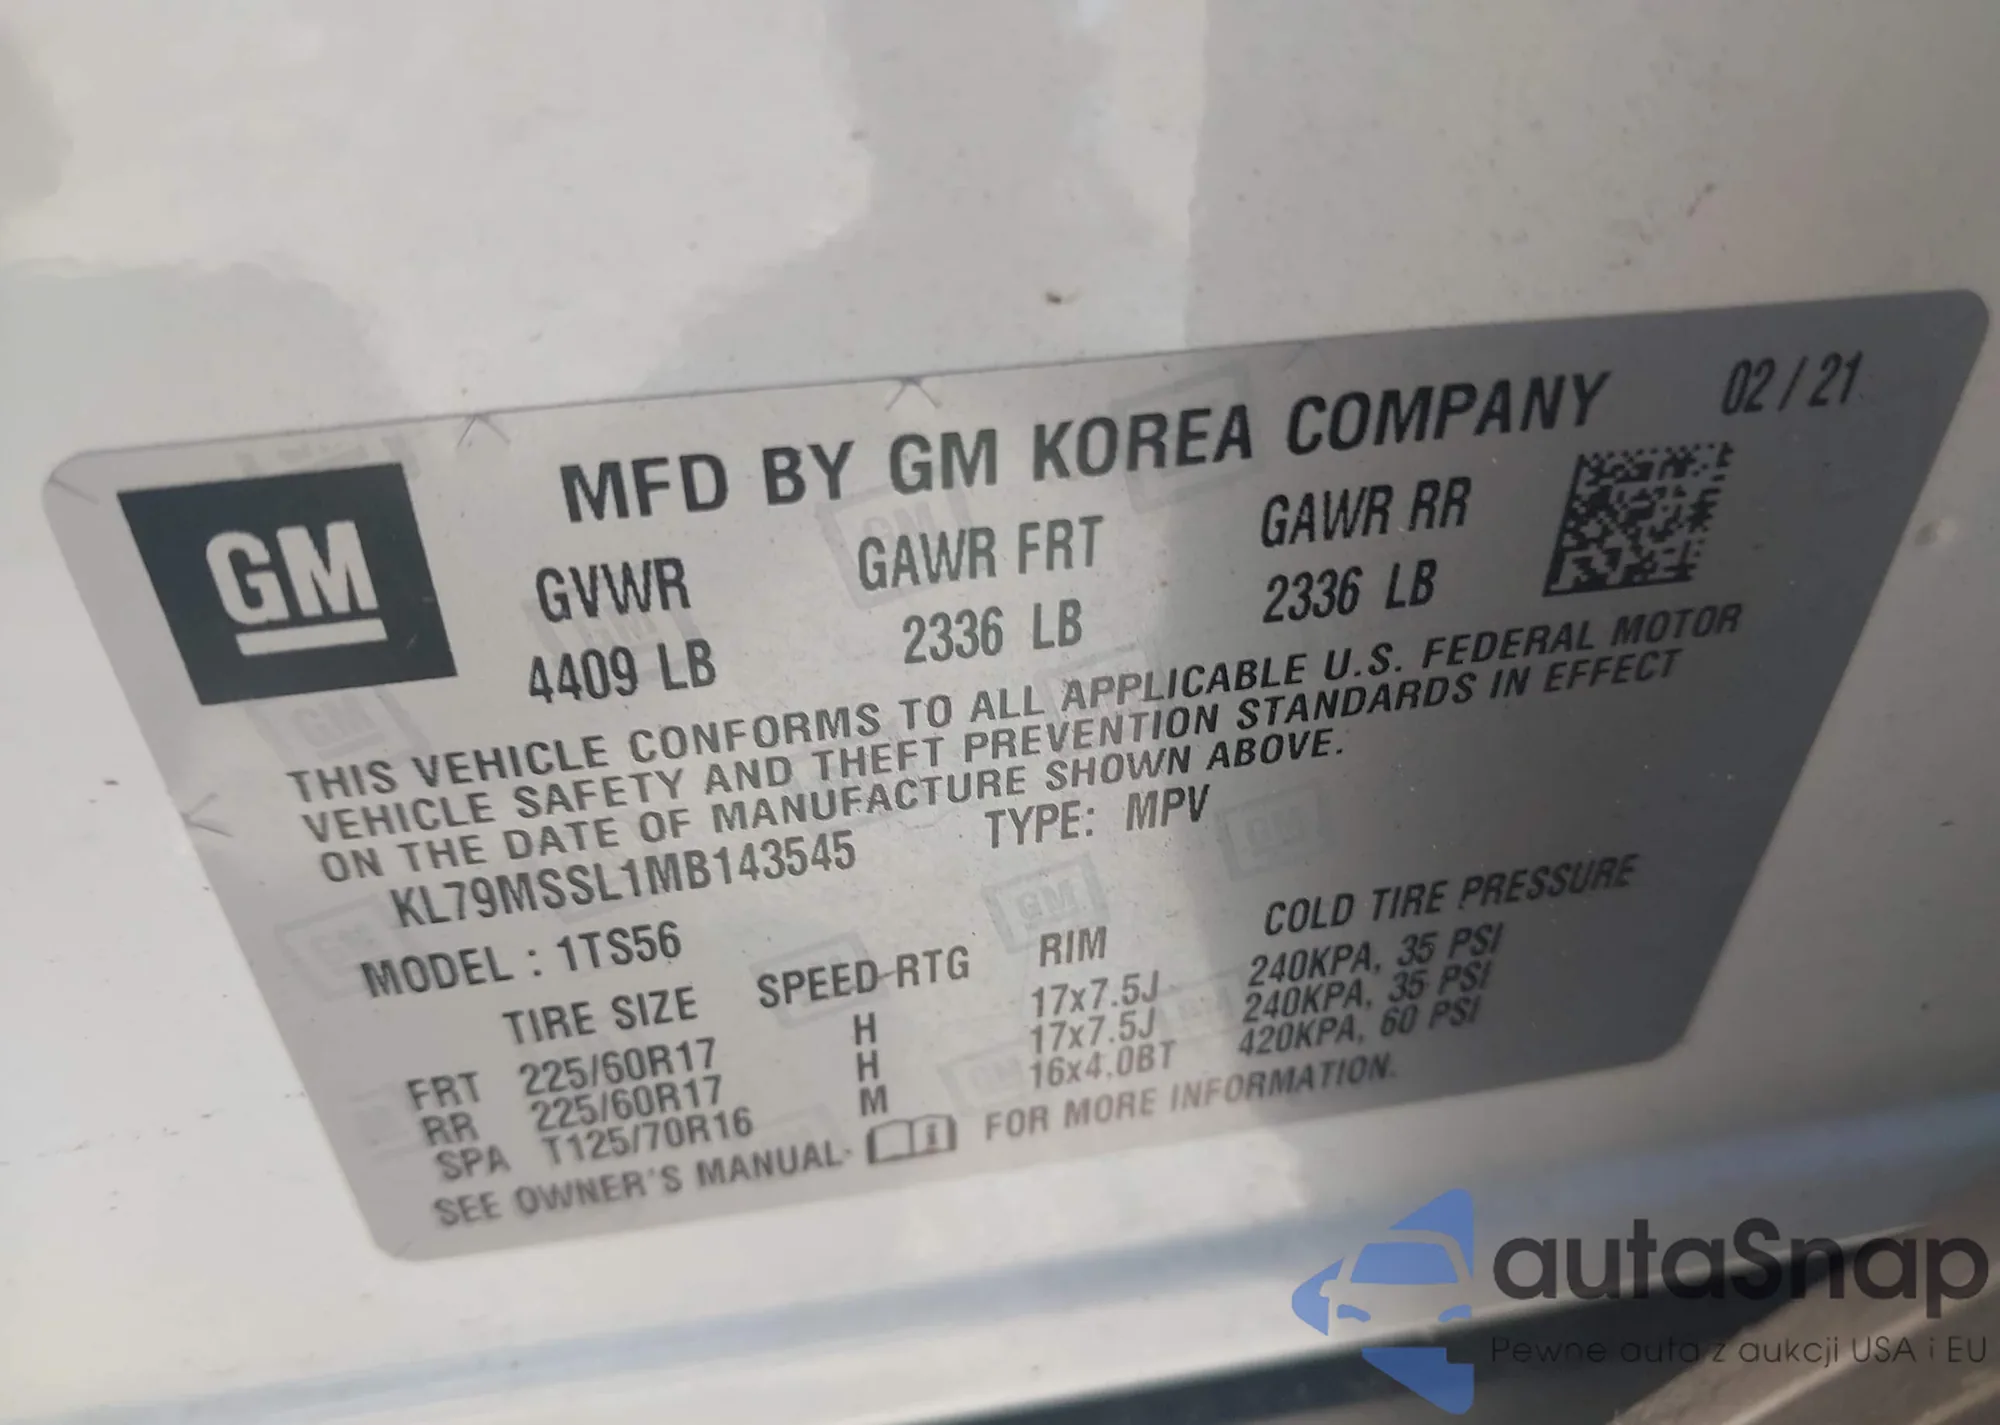 02/21
MFD BY GM KOREA COMPANY
GM
GVWR GAWR FRT GAWR RR
4409 LB 2336 LB 2336 LB
THIS VEHICLE CONFORMS TO ALL APPLICABLE U.S. FEDERAL MOTOR
VEHICLE SAFETY AND THEFT PREVENTION STANDARDS IN EFFECT
ON THE DATE OF MANUFACTURE SHOWN ABOVE.
KL79MSSL1MB143545 TYPE: MPV
MODEL : 1TS56
TIRE SIZE SPEED RTG RIM COLD TIRE PRESSURE
FRT 225/60R17 H 17x7.5J 240KPA, 35 PSI
RR 225/60R17 H 17x7.5J 240KPA, 35 PSI
SPA T125/70R16 M 16x4.0BT 420KPA, 60 PSI
SEE OWNER'S MANUAL FOR MORE INFORMATION.
autaSnap
Pewne auta z aukcji USA i EU